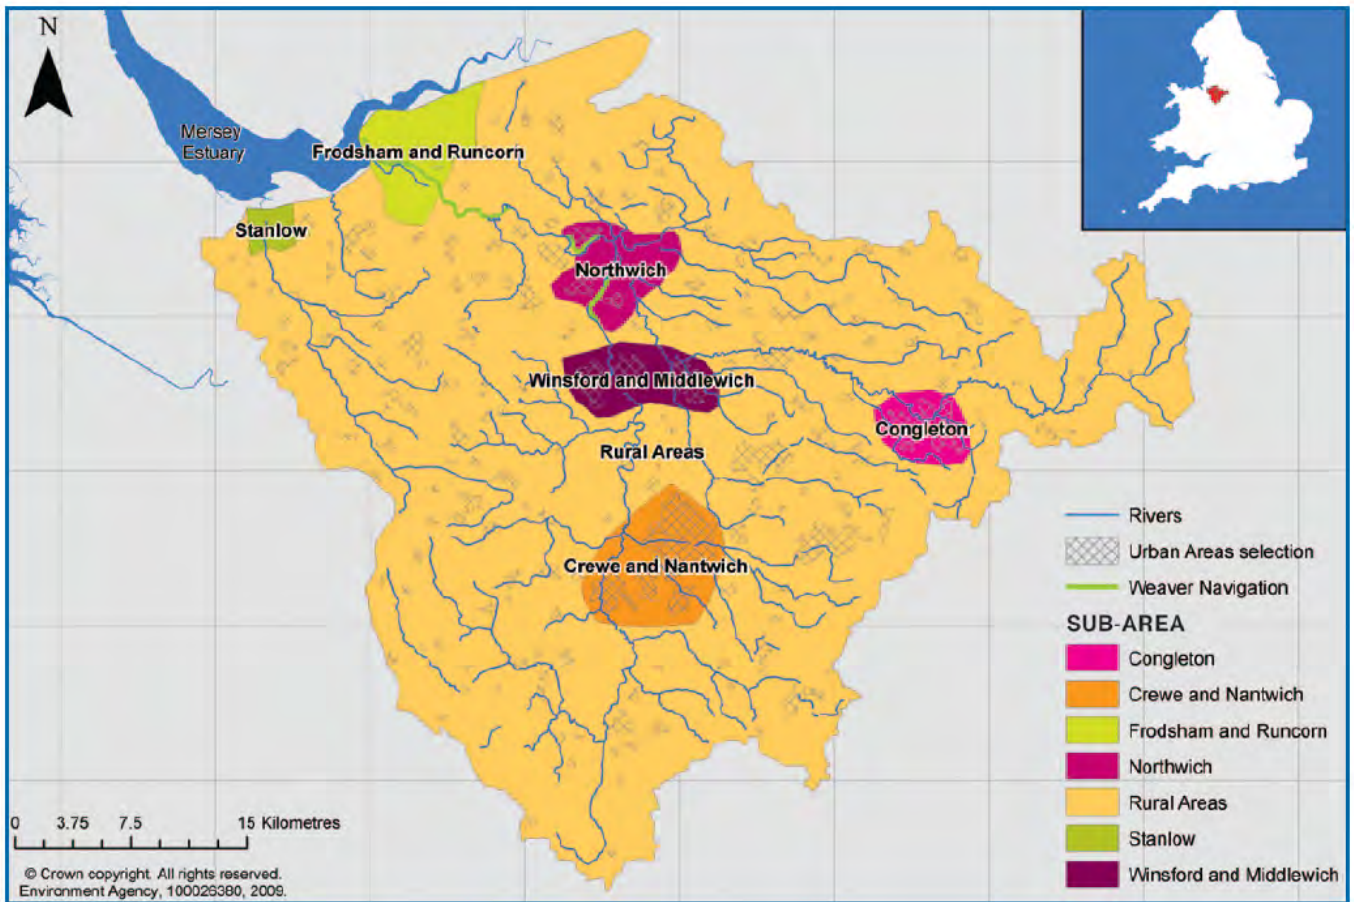 N
Mersey
Estuary
Frodsham and Runcorn
Stanlow
Northwich
Winsford and Middlewich
Congleton
Rural Areas
Crewe and Nantwich
Rivers
Urban Areas selection
Weaver Navigation
SUB-AREA
Congleton
Crewe and Nantwich
Frodsham and Runcorn
Northwich
Rural Areas
Stanlow
Winsford and Middlewich
0 3.75 7.5 15 Kilometres
© Crown copyright. All rights reserved.
Environment Agency, 100026380, 2009.